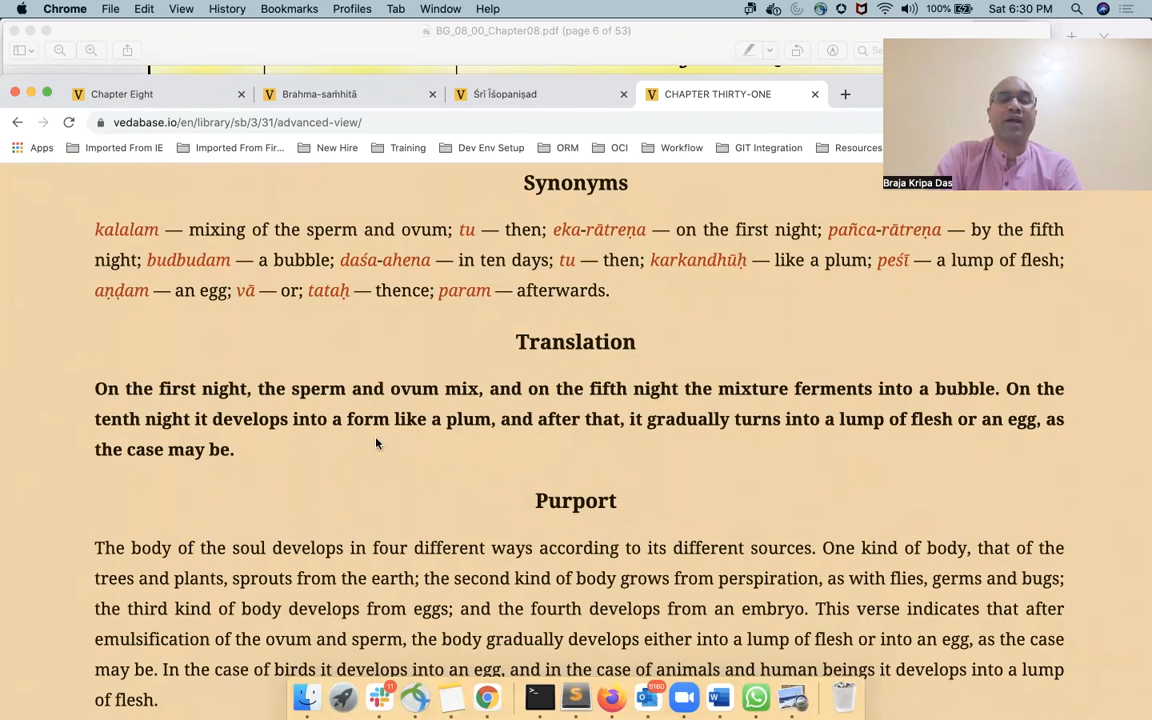 Chrome File Edit View History Bookmarks Profiles Tab Window Help 100% Sat 6:30 PM
BG_08_00_Chapter08.pdf (page 6 of 53)
Chapter Eight Brahma-saṁhitā Śrī Īśopaniṣad CHAPTER THIRTY-ONE
vedabase.io/en/library/sb/3/31/advanced-view/
Apps Imported From IE Imported From Fir... New Hire Training Dev Env Setup ORM OCI Workflow GIT Integration Resources
Braja Kripa Das
Synonyms
kalalam — mixing of the sperm and ovum; tu — then; eka-rātreṇa — on the first night; pañca-rātreṇa — by the fifth
night; budbudam — a bubble; daśa-ahena — in ten days; tu — then; karkandhūḥ — like a plum; peśī — a lump of flesh;
aṇḍam — an egg; vā — or; tataḥ — thence; param — afterwards.
Translation
On the first night, the sperm and ovum mix, and on the fifth night the mixture ferments into a bubble. On the
tenth night it develops into a form like a plum, and after that, it gradually turns into a lump of flesh or an egg, as
the case may be.
Purport
The body of the soul develops in four different ways according to its different sources. One kind of body, that of the
trees and plants, sprouts from the earth; the second kind of body grows from perspiration, as with flies, germs and bugs;
the third kind of body develops from eggs; and the fourth develops from an embryo. This verse indicates that after
emulsification of the ovum and sperm, the body gradually develops either into a lump of flesh or into an egg, as the case
may be. In the case of birds it develops into an egg, and in the case of animals and human beings it develops into a lump
of flesh.